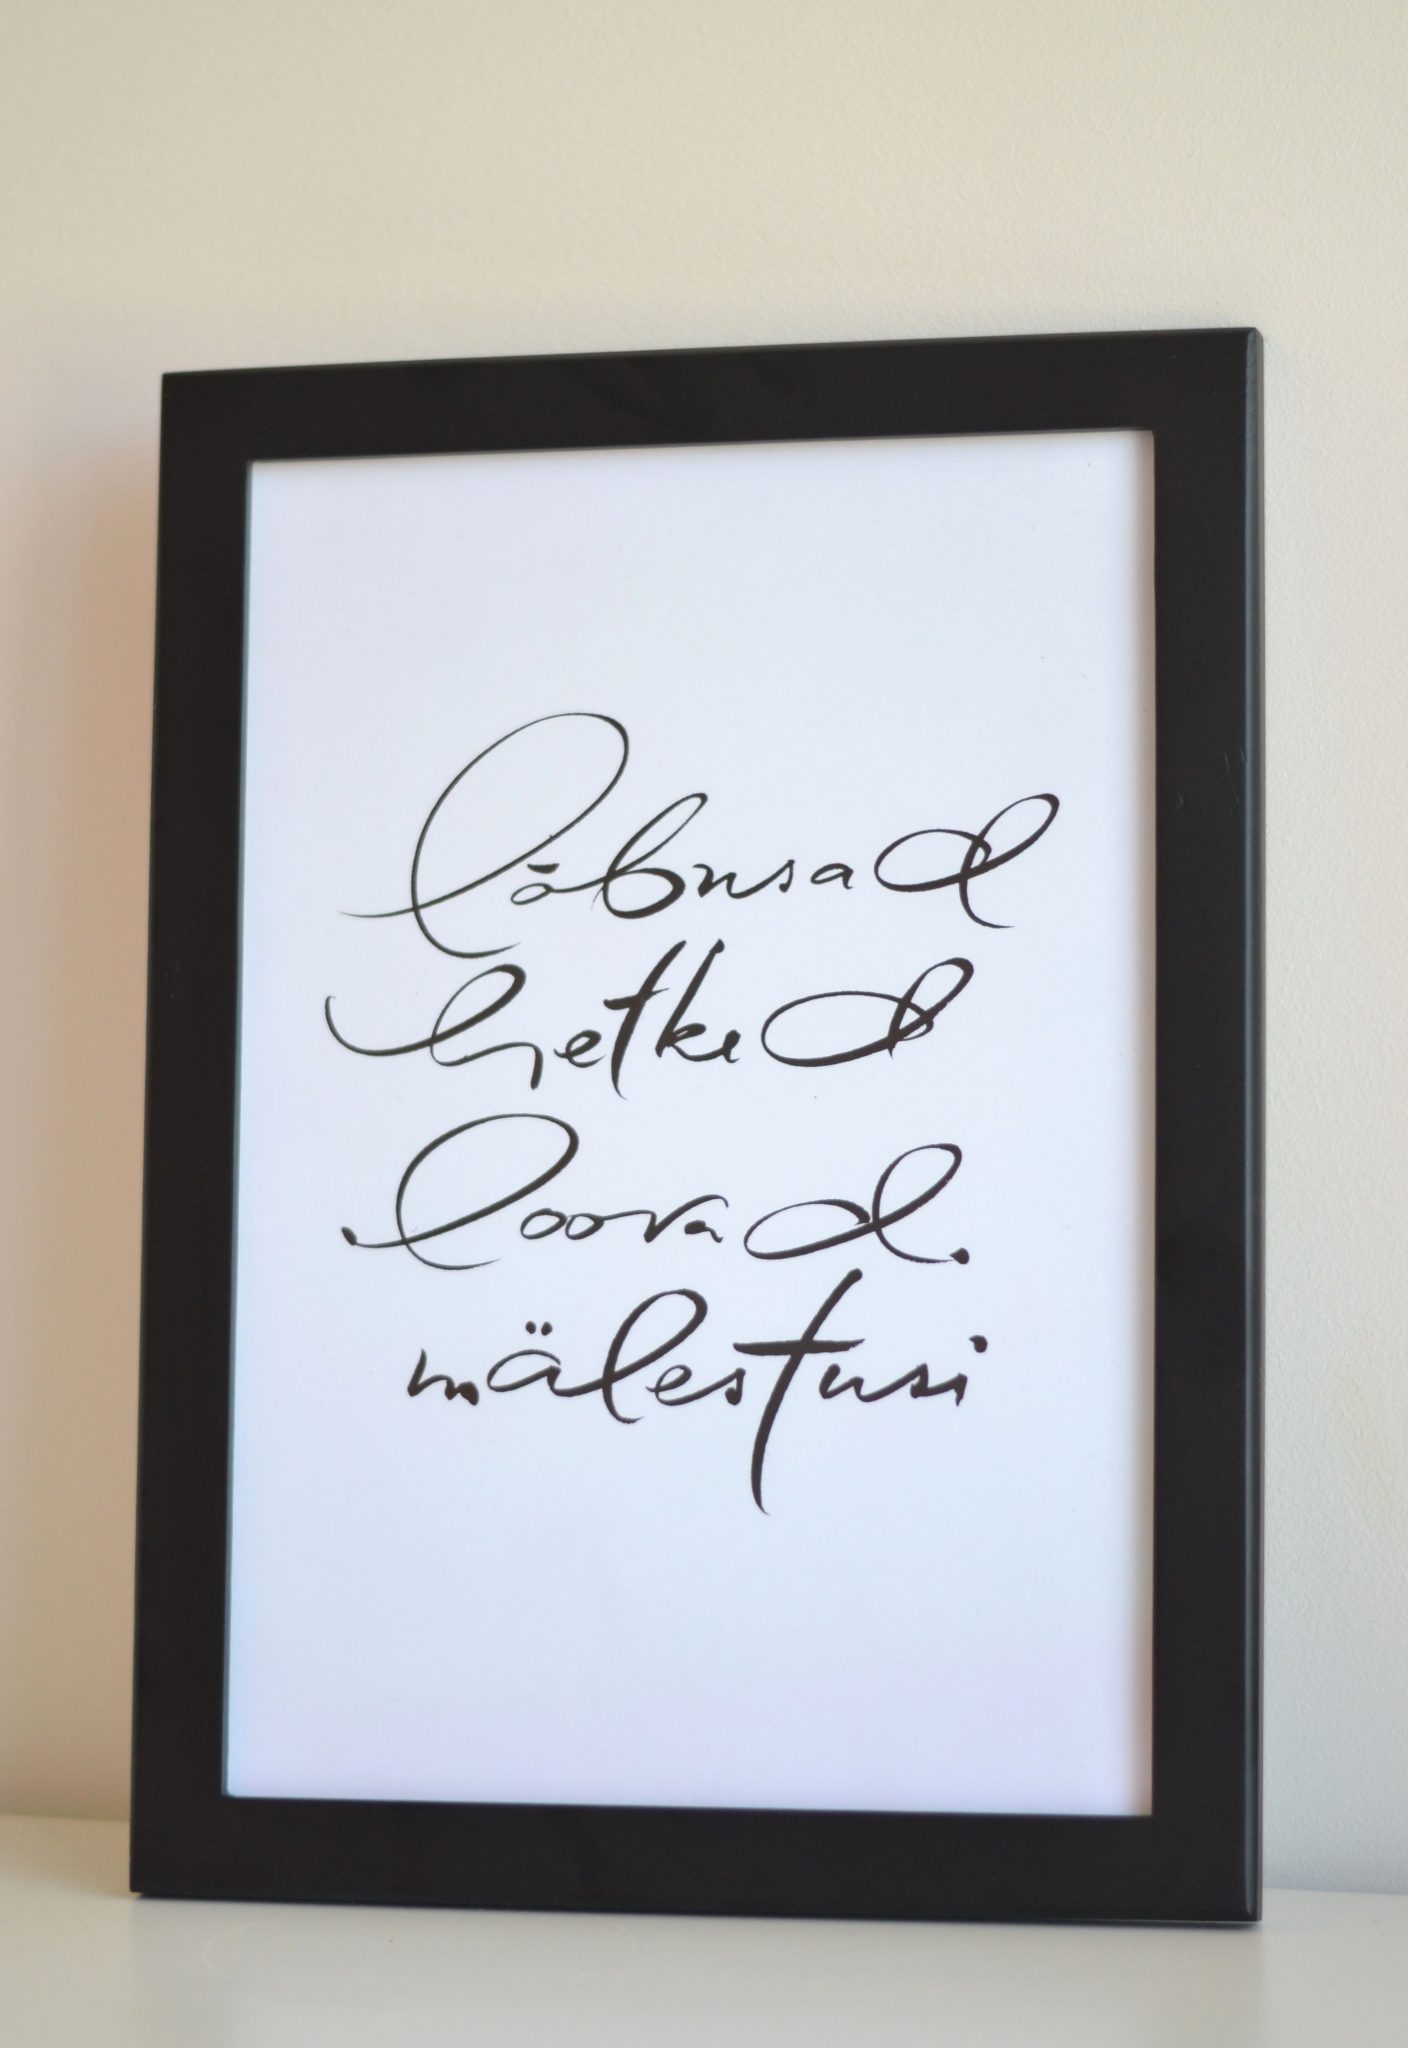 lõbusad
hetked
loovad
mälestusi